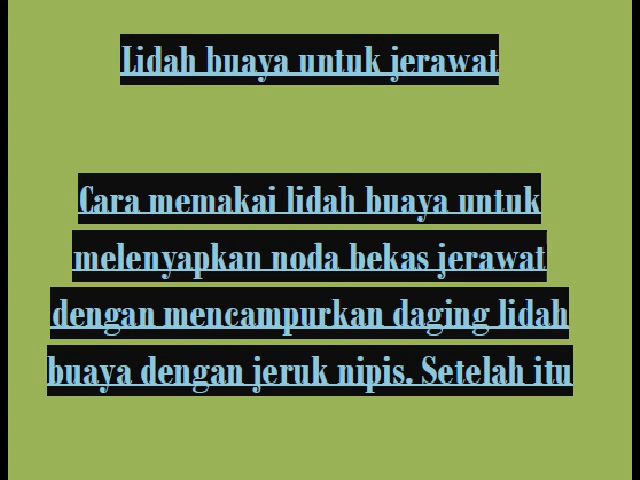 Lidah buaya untuk jerawat
Cara memakai lidah buaya untuk
melenyapkan noda bekas jerawat
dengan mencampurkan daging lidah
buaya dengan jeruk nipis. Setelah itu